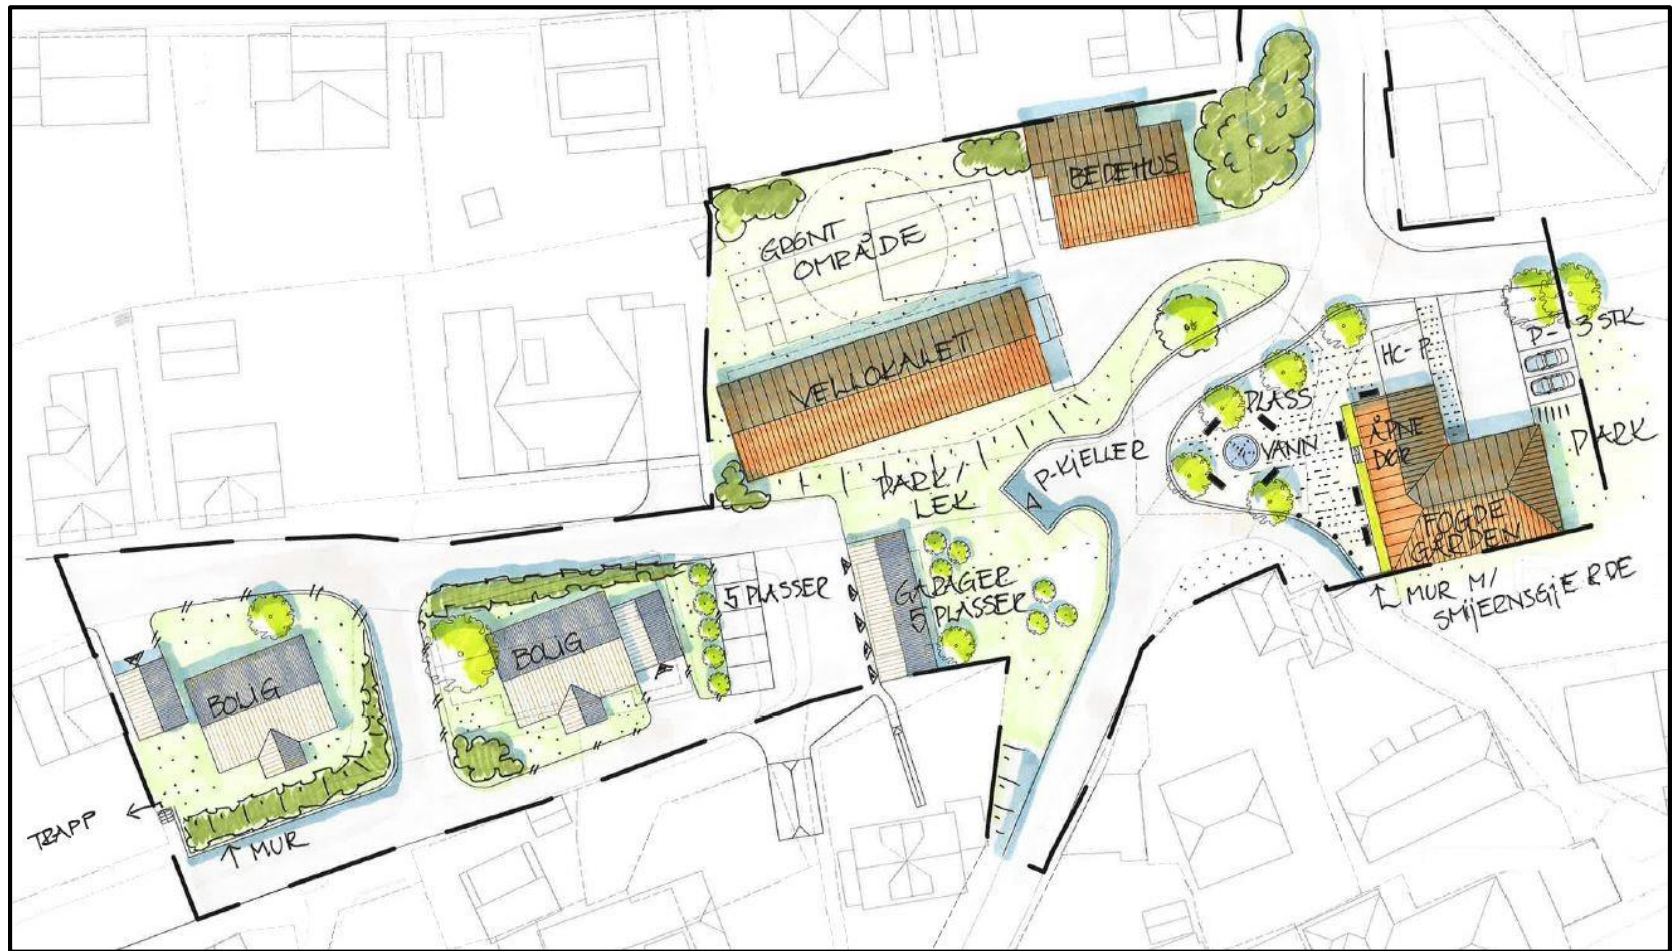 BEDEHUS
GRØNT
OMRÅDE
VELLOKALET
P- 3 STK
HC-P
PLASS
VANN
ÅPNE
DØR
PARK
P-KJELLER
PARK/
LEK
FOGDE
GÅRDEN
5 PLASSER
GARAGER
5 PLASSER
↑ MUR M/
SMIJERNSGJERDE
BOLIG
BOLIG
TRAPP ←
↑ MUR